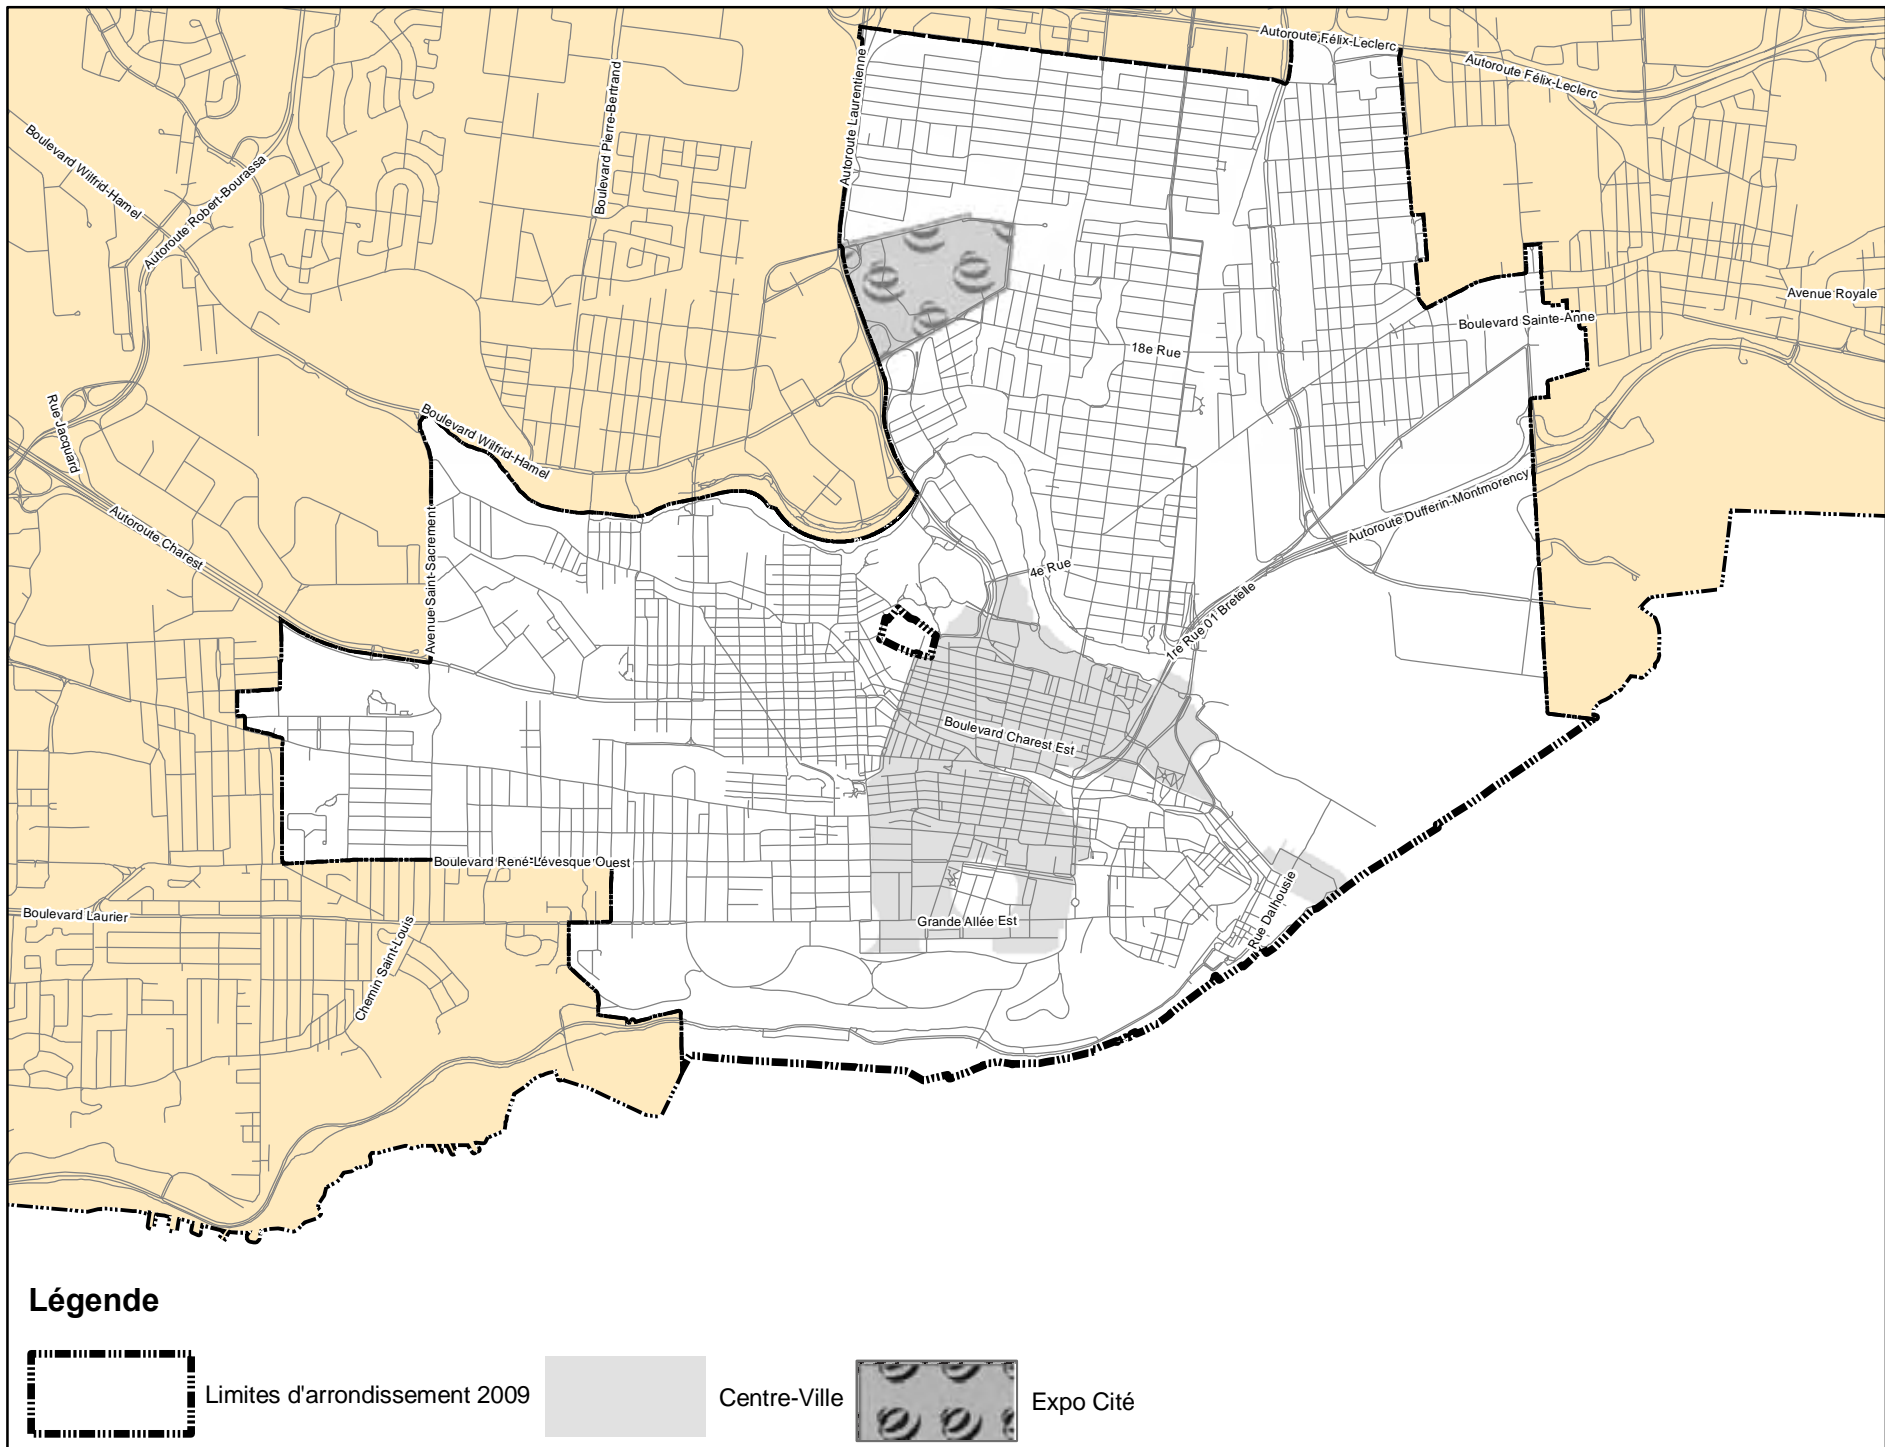 Autoroute Félix-Leclerc
Autoroute Félix-Leclerc
Autoroute Laurentienne
Boulevard Pierre-Bertrand
Boulevard Wilfrid-Hamel
Autoroute Robert-Bourassa
Avenue Royale
Boulevard Sainte-Anne
18e Rue
Rue Jacquard
Boulevard Wilfrid-Hamel
Autoroute Dufferin-Montmorency
Autoroute Charest
Avenue Saint-Sacrement
4e Rue
1re Rue 01 Bretelle
Boulevard Charest Est
Boulevard René-Lévesque Ouest
Boulevard Laurier
Grande Allée Est
Rue Dalhousie
Chemin Saint-Louis
Légende
Limites d'arrondissement 2009
Centre-Ville
Expo Cité